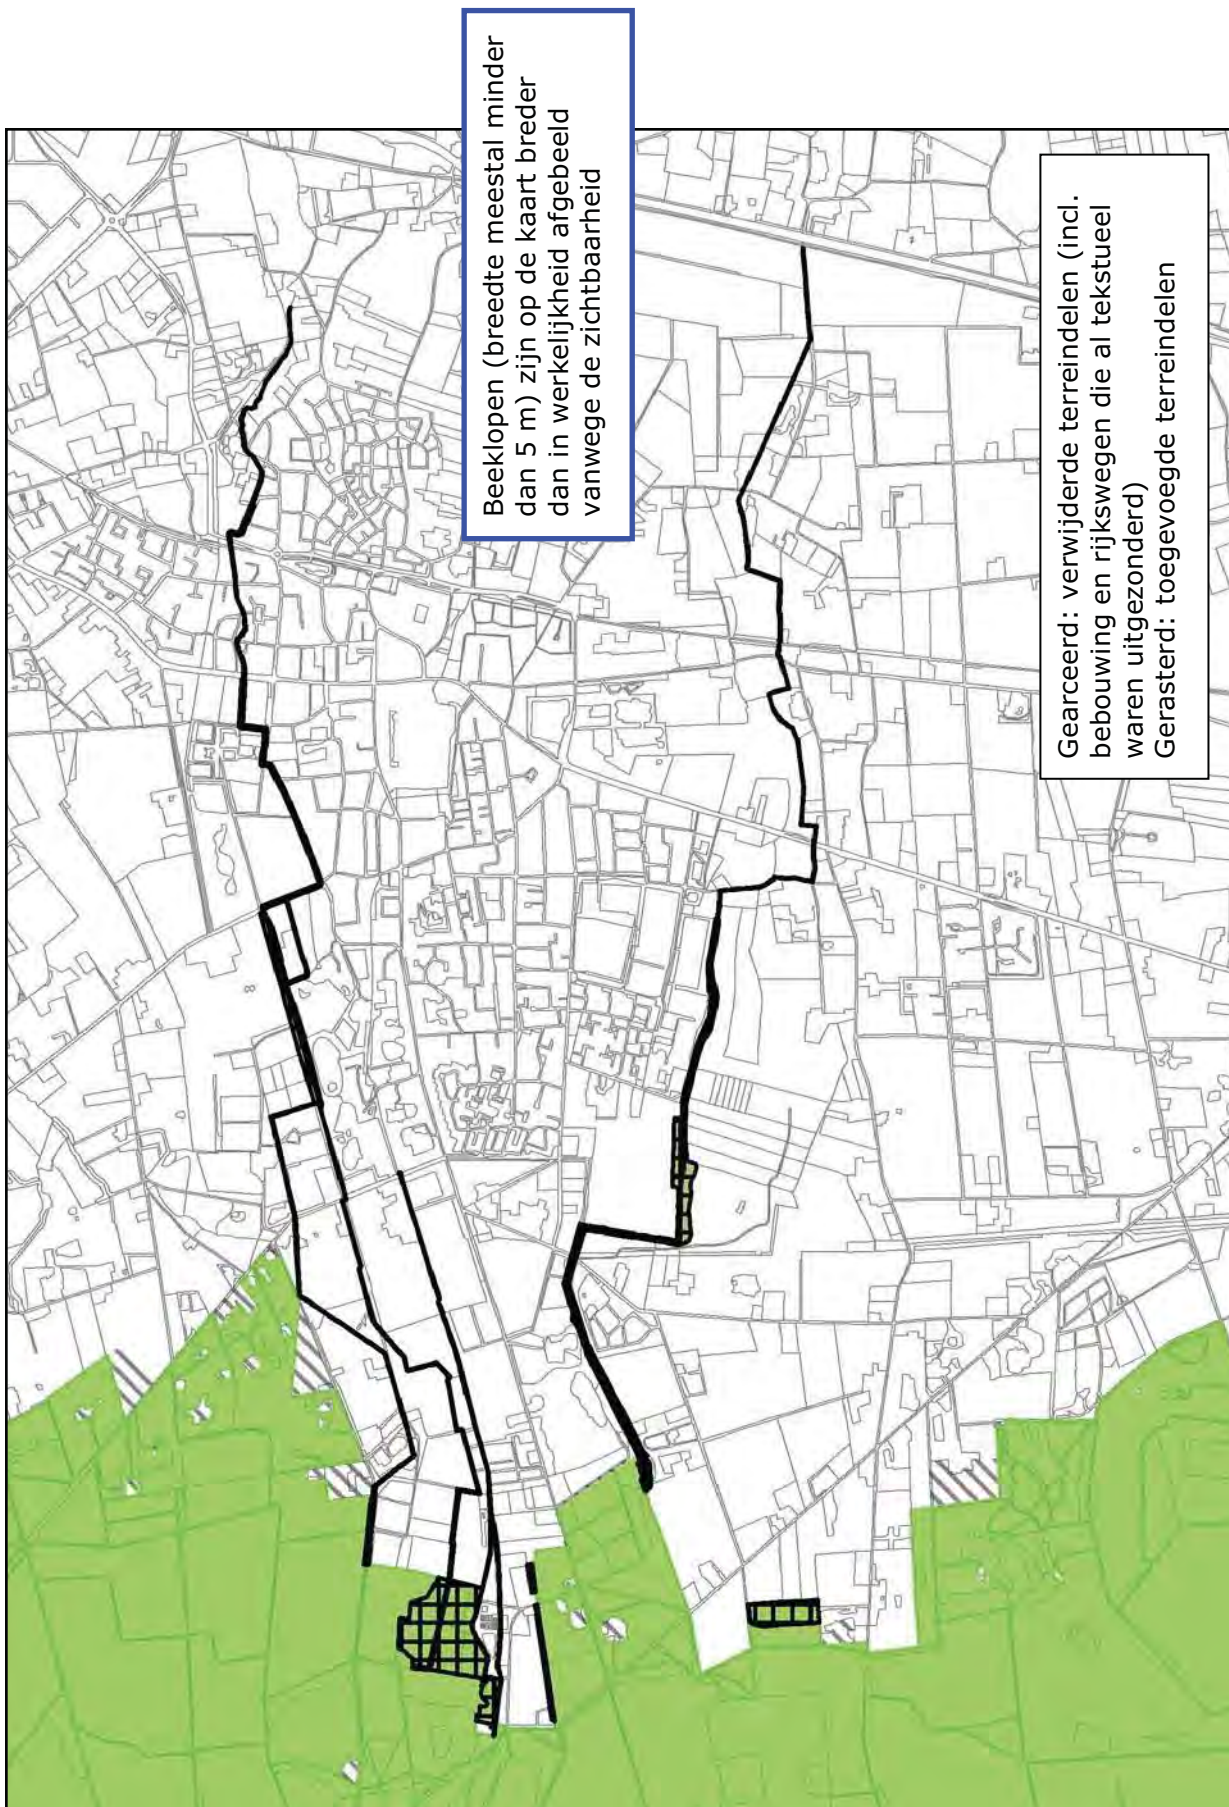 Beeklopen (breedte meestal minder
dan 5 m) zijn op de kaart breder
dan in werkelijkheid afgebeeld
vanwege de zichtbaarheid
Gearceerd: verwijderde terreindelen (incl.
bebouwing en rijkswegen die al tekstueel
waren uitgezonderd)
Gerasterd: toegevoegde terreindelen